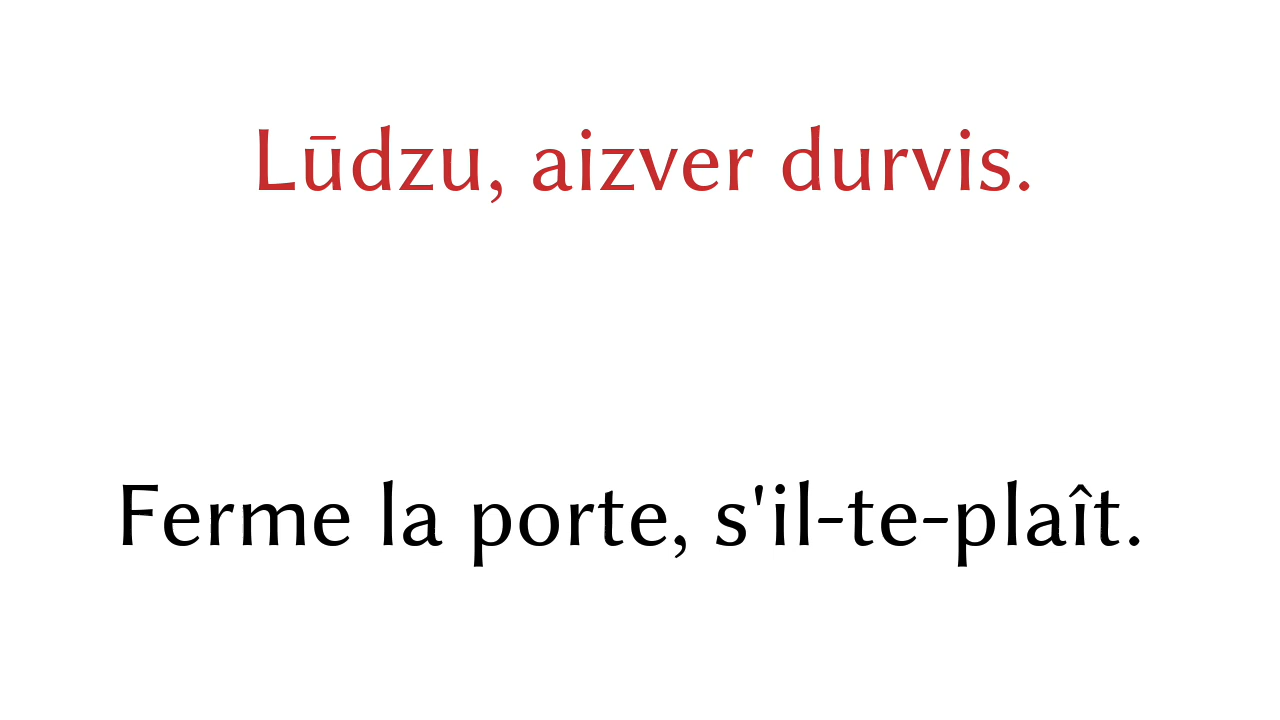 Lūdzu, aizver durvis.
Ferme la porte, s'il-te-plaît.